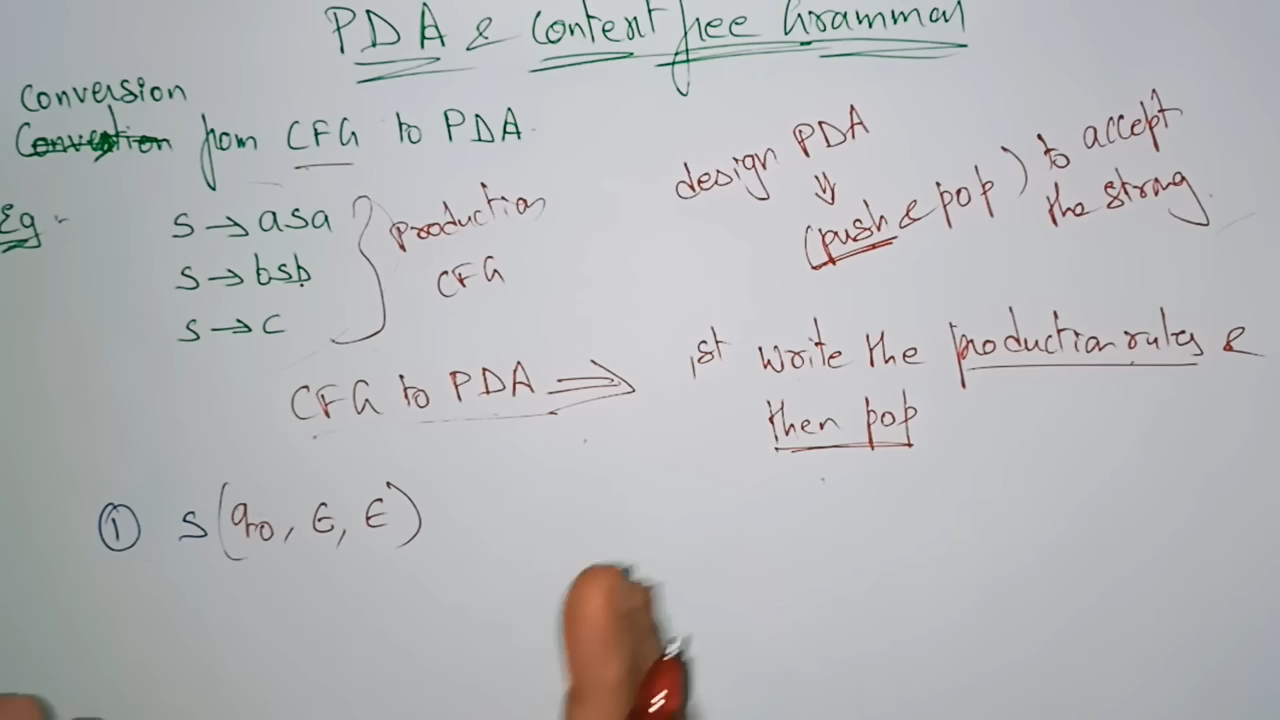 PDA & Context free Grammar
Conversion
Convention from CFG to PDA.
Eg -
S → asa
S → bsb
S → c
production
CFG
design PDA
⇓
(push & pop) to accept
the string.
CFG to PDA ⇒
1st write the production rules &
then pop
① S(q0, ϵ, ϵ)